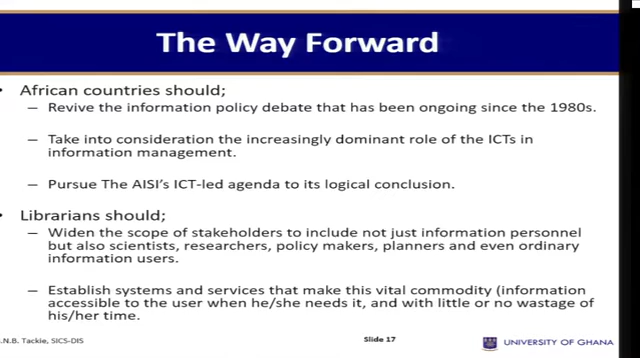 The Way Forward
• African countries should;
– Revive the information policy debate that has been ongoing since the 1980s.
– Take into consideration the increasingly dominant role of the ICTs in
information management.
– Pursue The AISI's ICT-led agenda to its logical conclusion.
• Librarians should;
– Widen the scope of stakeholders to include not just information personnel
but also scientists, researchers, policy makers, planners and even ordinary
information users.
– Establish systems and services that make this vital commodity (information
accessible to the user when he/she needs it, and with little or no wastage of
his/her time.
.N.B. Tackie, SICS-DIS
Slide 17
UNIVERSITY OF GHANA